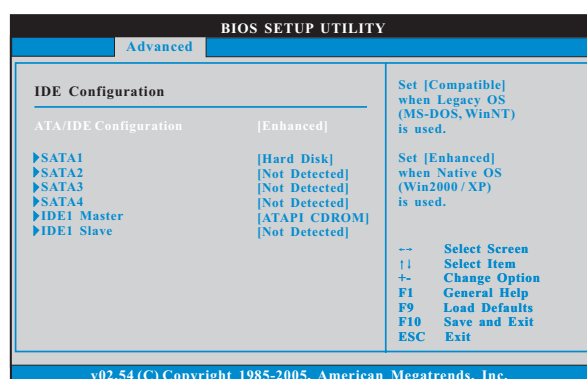 BIOS SETUP UTILITY
Advanced
IDE Configuration
ATA/IDE Configuration [Enhanced]
SATA1 [Hard Disk]
SATA2 [Not Detected]
SATA3 [Not Detected]
SATA4 [Not Detected]
IDE1 Master [ATAPI CDROM]
IDE1 Slave [Not Detected]
Set [Compatible]
when Legacy OS
(MS-DOS, WinNT)
is used.
Set [Enhanced]
when Native OS
(Win2000 / XP)
is used.
←→ Select Screen
↑↓ Select Item
+- Change Option
F1 General Help
F9 Load Defaults
F10 Save and Exit
ESC Exit
v02.54 (C) Copyright 1985-2005, American Megatrends, Inc.